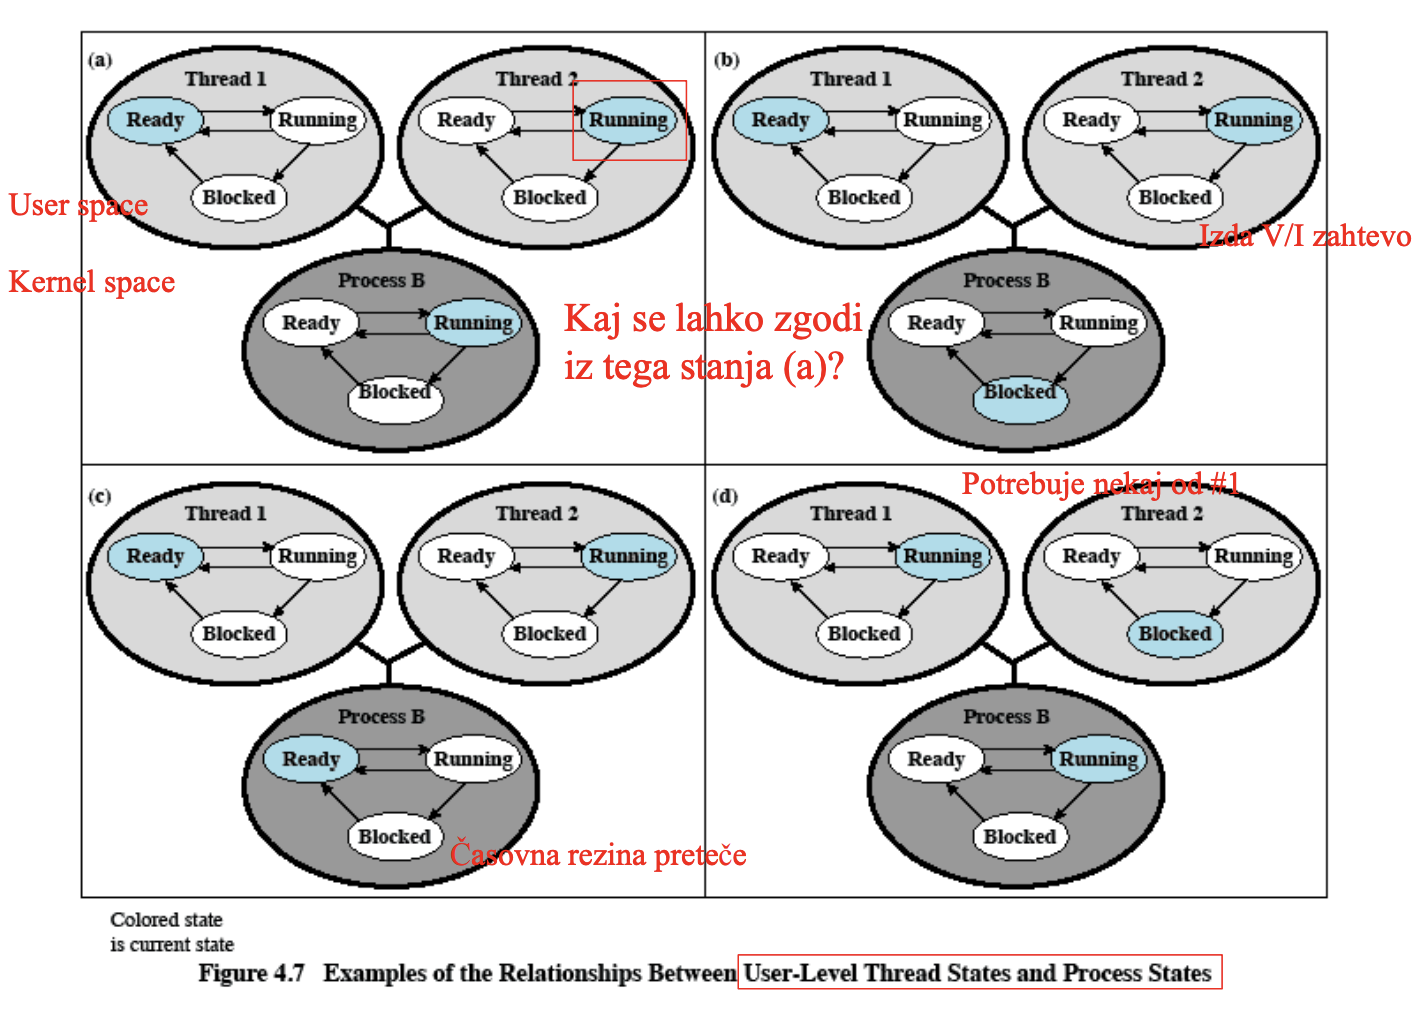 (a)
Thread 1
Thread 2
Ready
Running
Ready
Running
Blocked
Blocked
User space
Kernel space
Process B
Ready
Running
Blocked
Kaj se lahko zgodi
iz tega stanja (a)?
(b)
Thread 1
Thread 2
Ready
Running
Ready
Running
Blocked
Blocked
Izda V/I zahtevo
Process B
Ready
Running
Blocked
(c)
Thread 1
Thread 2
Ready
Running
Ready
Running
Blocked
Blocked
Process B
Ready
Running
Blocked
Časovna rezina preteče
Potrebuje nekaj od #1
(d)
Thread 1
Thread 2
Ready
Running
Ready
Running
Blocked
Blocked
Process B
Ready
Running
Blocked
Colored state
is current state
Figure 4.7 Examples of the Relationships Between User-Level Thread States and Process States